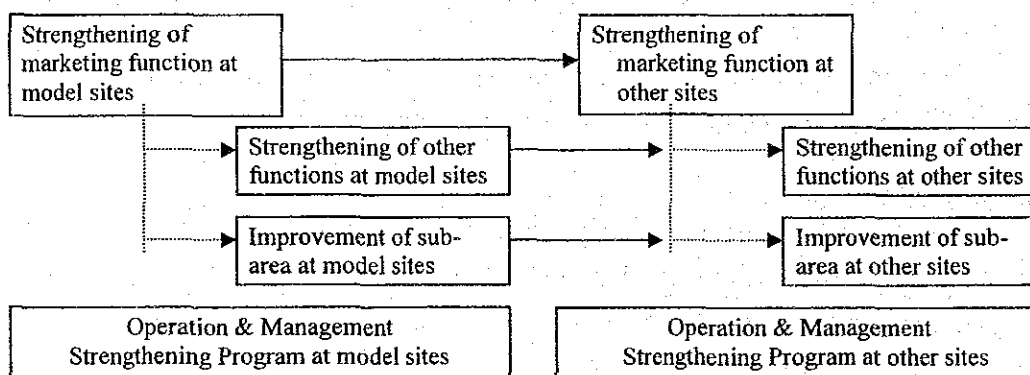 Strengthening of
marketing function at
model sites
Strengthening of
marketing function at
other sites
Strengthening of other
functions at model sites
Strengthening of other
functions at other sites
Improvement of sub-
area at model sites
Improvement of sub-
area at other sites
Operation & Management
Strengthening Program at model sites
Operation & Management
Strengthening Program at other sites